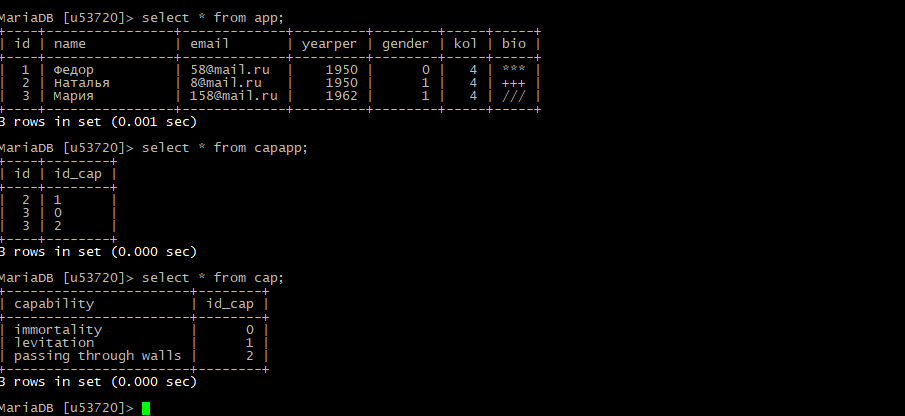 MariaDB [u53720]> select * from app;
+----+-----------------+-------------+---------+--------+-----+-----+
| id | name            | email       | yearper | gender | kol | bio |
+----+-----------------+-------------+---------+--------+-----+-----+
|  1 | Федор           | 58@mail.ru  |    1950 |      0 |   4 | *** |
|  2 | Наталья         | 8@mail.ru   |    1950 |      1 |   4 | +++ |
|  3 | Мария           | 158@mail.ru |    1962 |      1 |   4 | /// |
+----+-----------------+-------------+---------+--------+-----+-----+
3 rows in set (0.001 sec)
MariaDB [u53720]> select * from capapp;
+----+--------+
| id | id_cap |
+----+--------+
|  2 | 1      |
|  3 | 0      |
|  3 | 2      |
+----+--------+
3 rows in set (0.000 sec)
MariaDB [u53720]> select * from cap;
+-----------------------+--------+
| capability            | id_cap |
+-----------------------+--------+
| immortality           |      0 |
| levitation            |      1 |
| passing through walls |      2 |
+-----------------------+--------+
3 rows in set (0.000 sec)
MariaDB [u53720]>